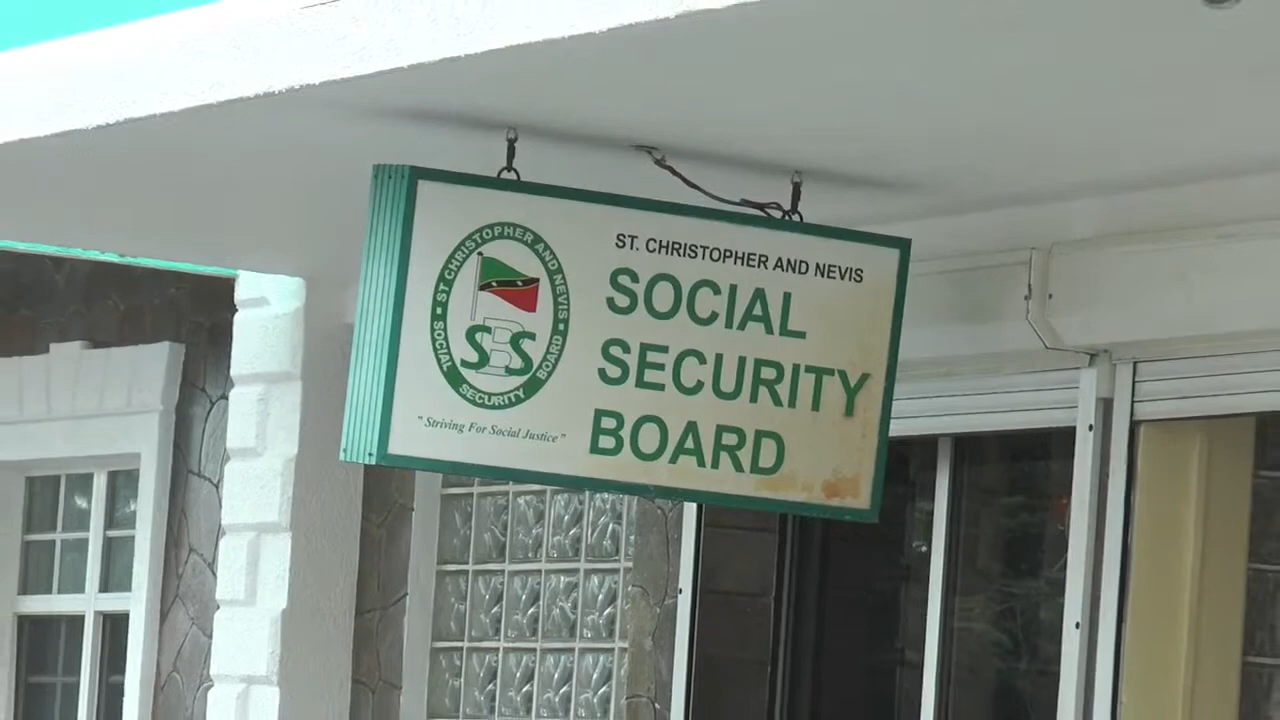 ST CHRISTOPHER AND NEVIS
SOCIAL SECURITY BOARD
SBS
" Striving For Social Justice "
ST. CHRISTOPHER AND NEVIS
SOCIAL
SECURITY
BOARD